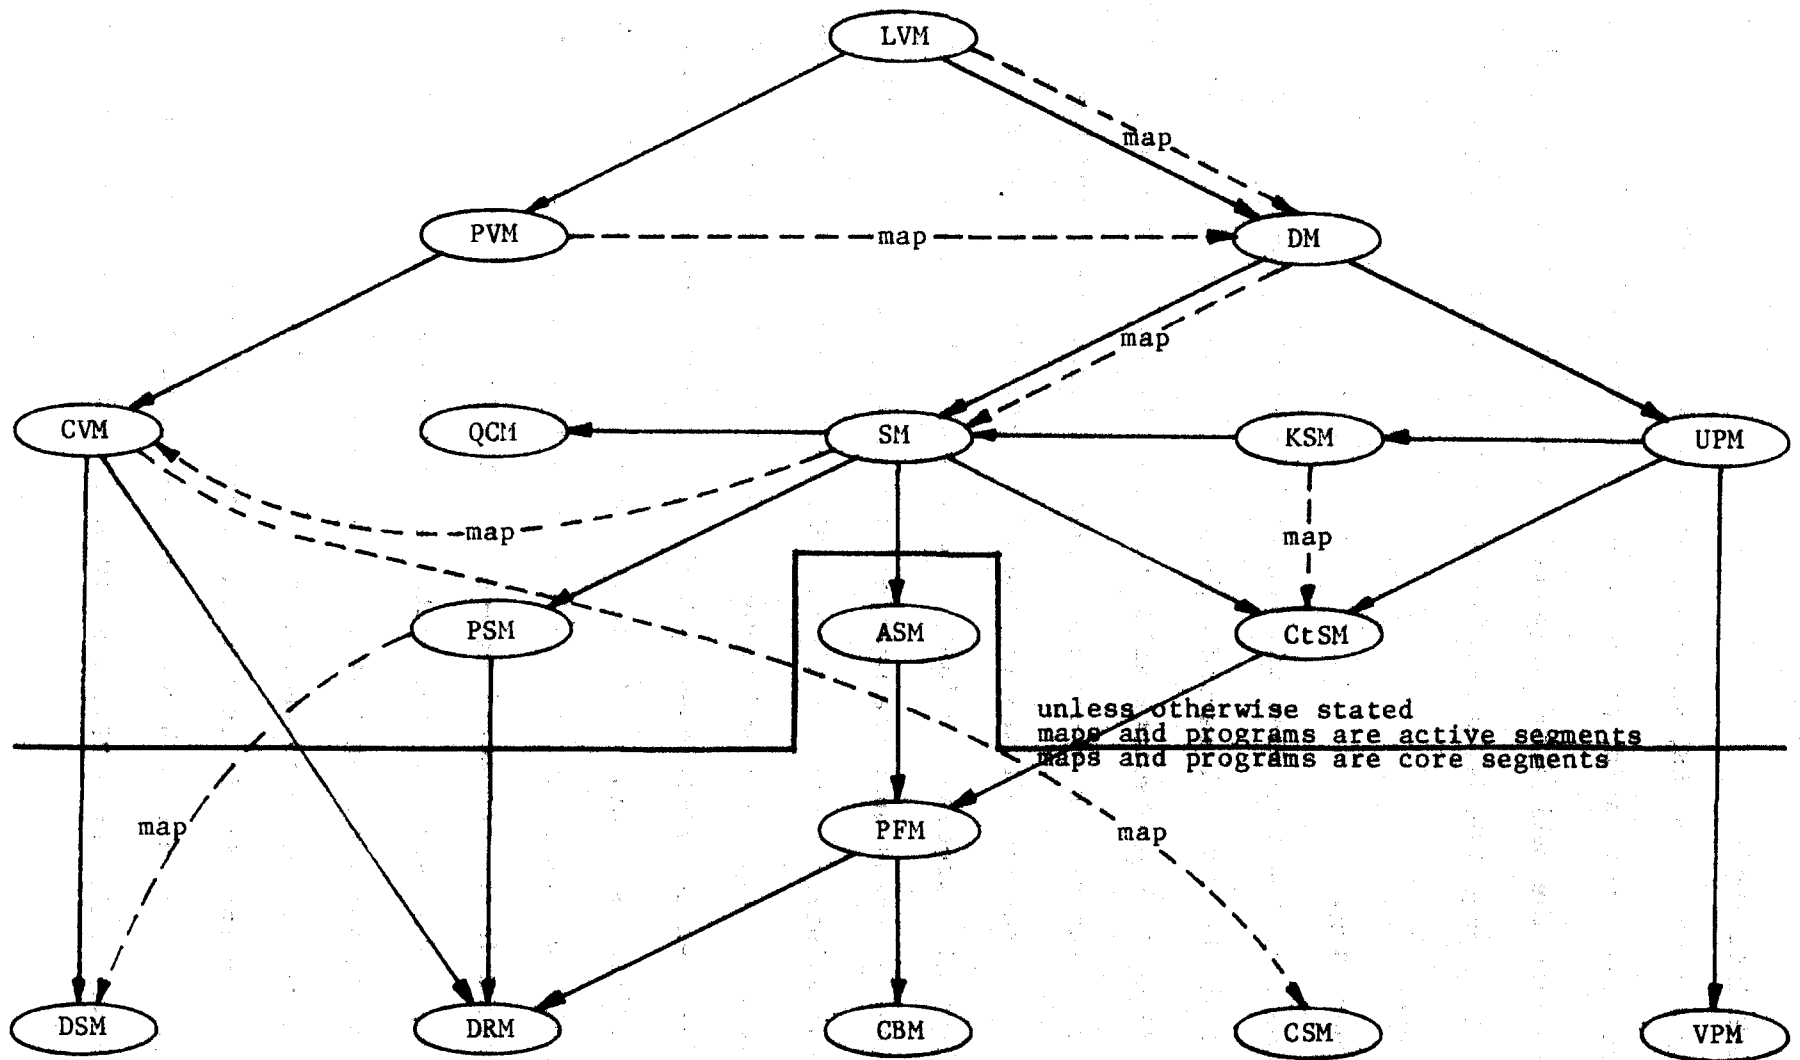 LVM
map
PVM
map
DM
map
CVM
QCM
SM
KSM
UPM
map
map
PSM
ASM
CtSM
unless otherwise stated
maps and programs are active segments
maps and programs are core segments
map
PFM
map
DSM
DRM
CBM
CSM
VPM